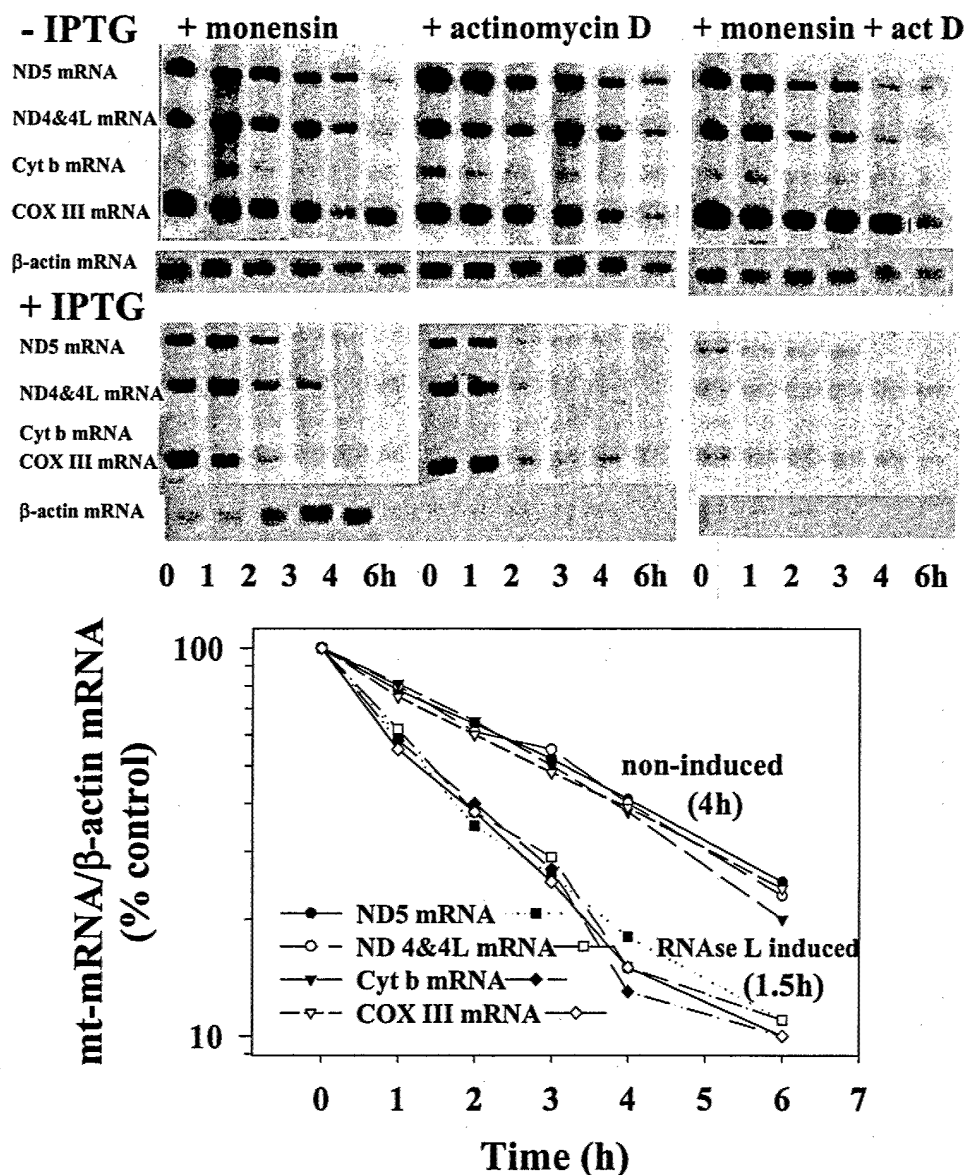 - IPTG + monensin + actinomycin D + monensin + act D
ND5 mRNA
ND4&4L mRNA
Cyt b mRNA
COX III mRNA
β-actin mRNA
+ IPTG
ND5 mRNA
ND4&4L mRNA
Cyt b mRNA
COX III mRNA
β-actin mRNA
0 1 2 3 4 6h 0 1 2 3 4 6h 0 1 2 3 4 6h
mt-mRNA/β-actin mRNA
(% control)
100
10
non-induced
(4h)
ND5 mRNA
ND 4&4L mRNA
Cyt b mRNA
COX III mRNA
RNAse L induced
(1.5h)
0 1 2 3 4 5 6 7
Time (h)